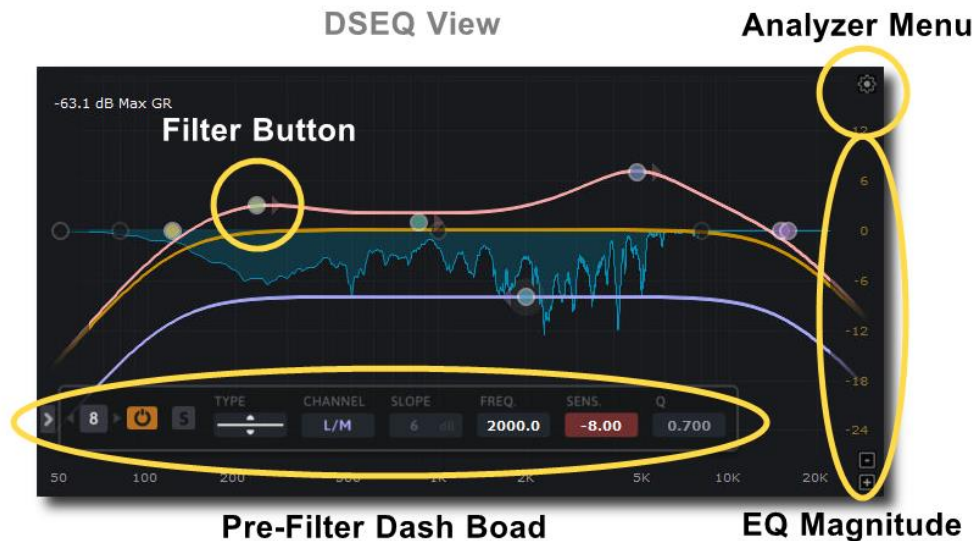 DSEQ View
Analyzer Menu
-63.1 dB Max GR
Filter Button
12
6
0
-6
-12
-18
-24
TYPE CHANNEL SLOPE FREQ. SENS. Q
8 S L/M 6 dB 2000.0 -8.00 0.700
50 100 200 500 1K 2K 5K 10K 20K
- 
+
Pre-Filter Dash Boad
EQ Magnitude